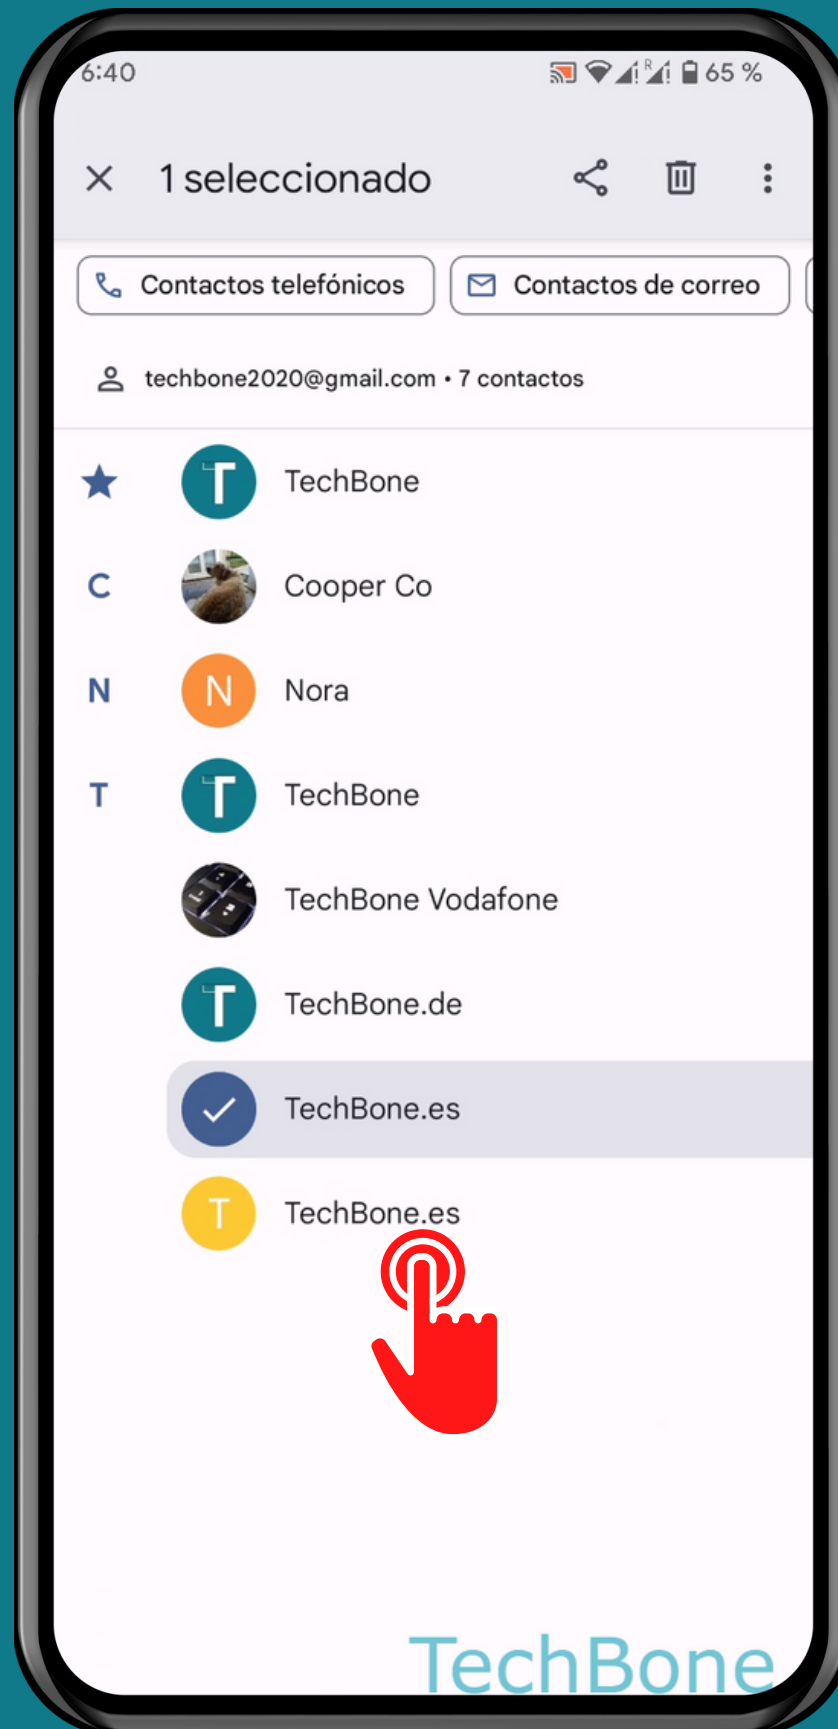 6:40 R 65 %
1 seleccionado
Contactos telefónicos Contactos de correo
techbone2020@gmail.com • 7 contactos
T TechBone
C Cooper Co
N N Nora
T T TechBone
TechBone Vodafone
T TechBone.de
TechBone.es
T TechBone.es
TechBone